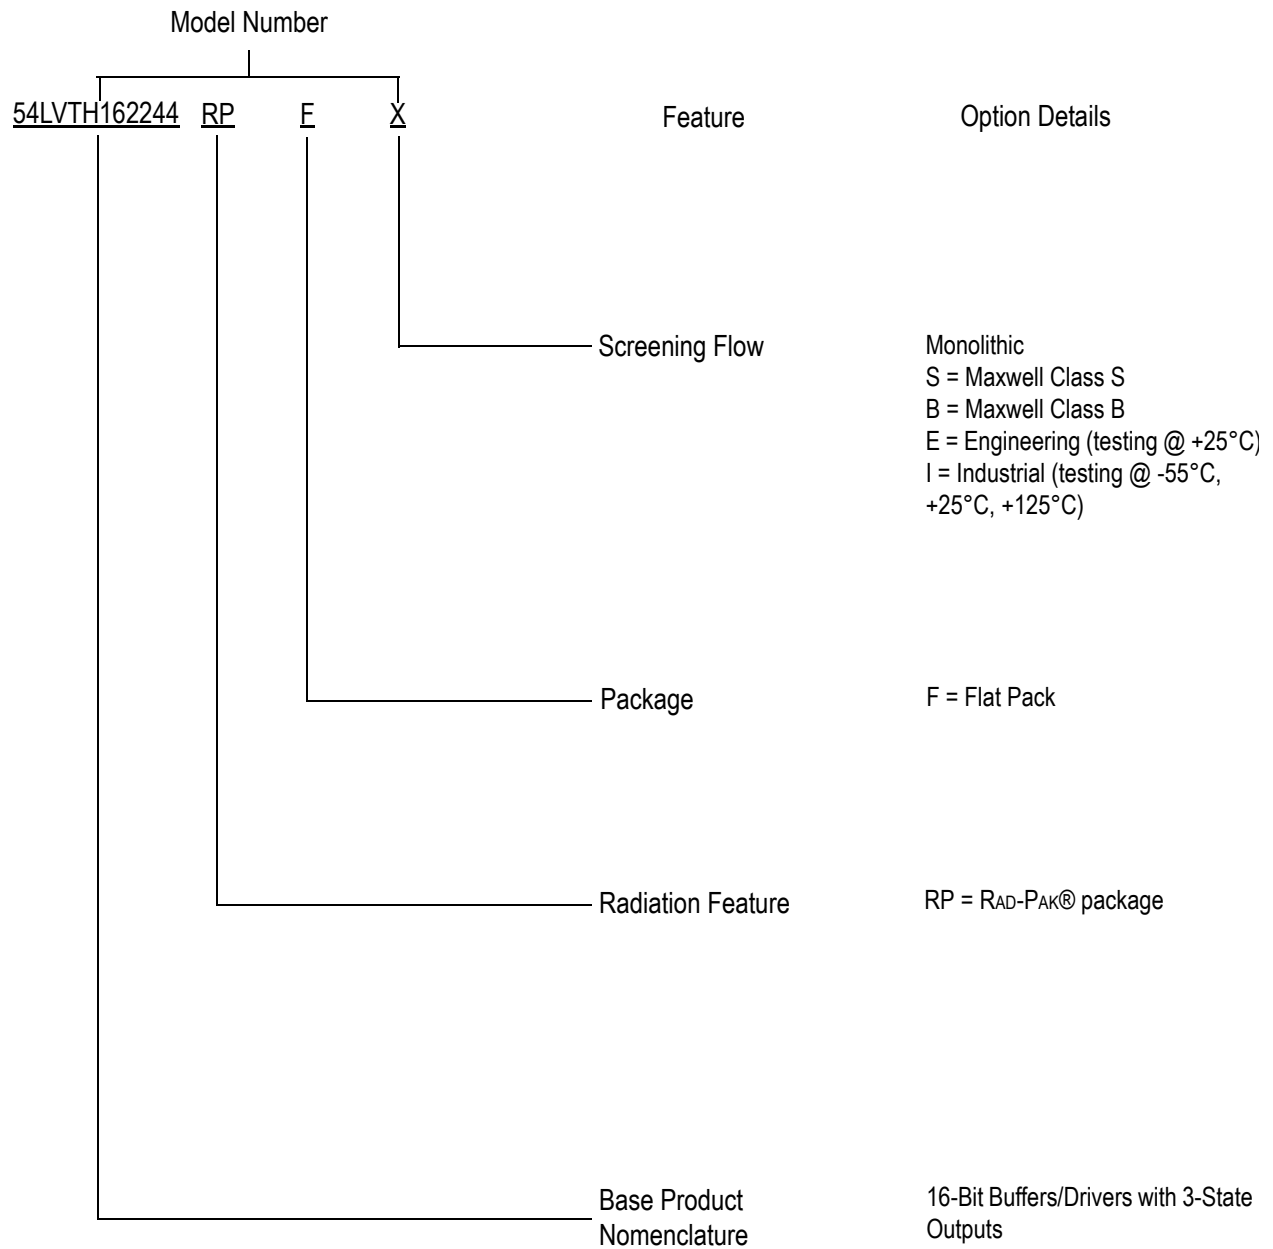 Model Number
54LVTH162244 RP F X Feature Option Details
Screening Flow
Monolithic
S = Maxwell Class S
B = Maxwell Class B
E = Engineering (testing @ +25°C)
I = Industrial (testing @ -55°C,
+25°C, +125°C)
Package
F = Flat Pack
Radiation Feature
RP = RAD-PAK® package
Base Product
Nomenclature
16-Bit Buffers/Drivers with 3-State
Outputs